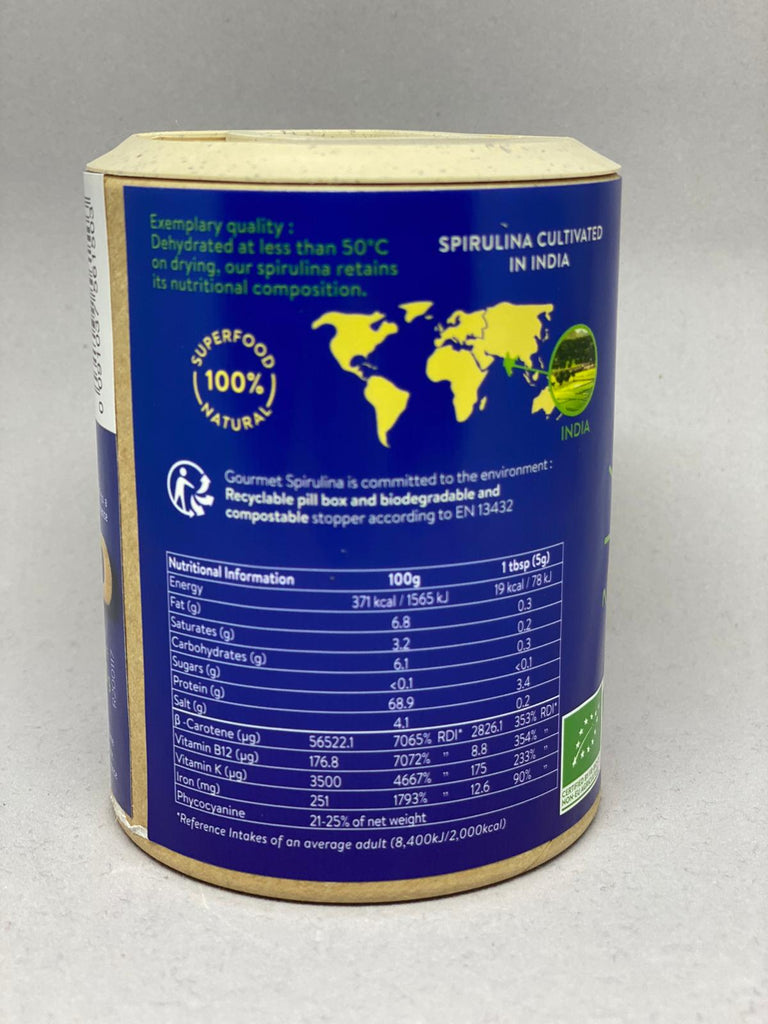 Exemplary quality :
Dehydrated at less than 50°C
on drying, our spirulina retains
its nutritional composition.
SPIRULINA CULTIVATED
IN INDIA
SUPERFOOD
100%
NATURAL
INDIA
Gourmet Spirulina is committed to the environment :
Recyclable pill box and biodegradable and
compostable stopper according to EN 13432
Nutritional Information 100g 1 tbsp (5g)
Energy 371 kcal / 1565 kJ 19 kcal / 78 kJ
Fat (g) 6.8 0.3
Saturates (g) 3.2 0.2
Carbohydrates (g) 6.1 0.3
Sugars (g) <0.1 <0.1
Protein (g) 68.9 3.4
Salt (g) 4.1 0.2
β-Carotene (µg) 56522.1 7065% RDI* 2826.1 353% RDI*
Vitamin B12 (µg) 176.8 7072% " 8.8 354% "
Vitamin K (µg) 3500 4667% " 175 233% "
Iron (mg) 251 1793% " 12.6 90% "
Phycocyanine 21-25% of net weight
*Reference Intakes of an average adult (8,400kJ/2,000kcal)